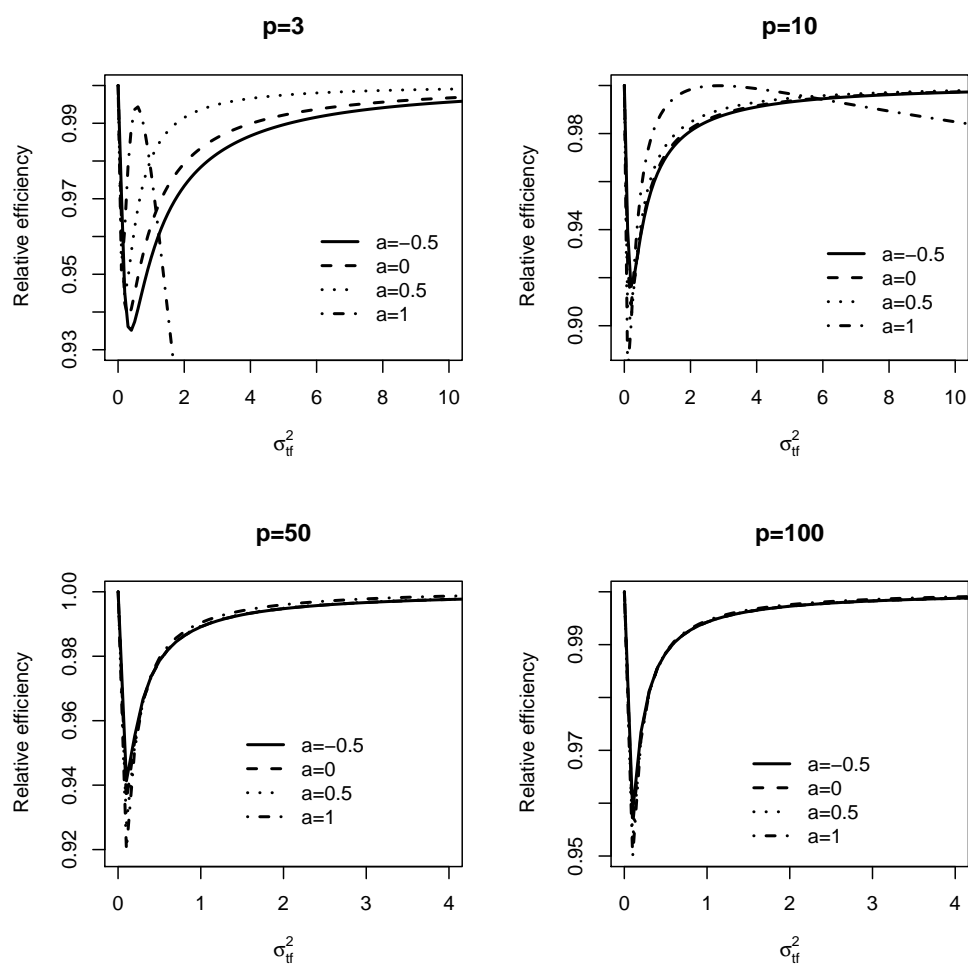 p=3
0.93 0.95 0.97 0.99
Relative efficiency
a=−0.5
a=0
a=0.5
a=1
0 2 4 6 8 10
σ²tf
p=10
0.90 0.94 0.98
Relative efficiency
a=−0.5
a=0
a=0.5
a=1
0 2 4 6 8 10
σ²tf
p=50
0.92 0.94 0.96 0.98 1.00
Relative efficiency
a=−0.5
a=0
a=0.5
a=1
0 1 2 3 4
σ²tf
p=100
0.95 0.97 0.99
Relative efficiency
a=−0.5
a=0
a=0.5
a=1
0 1 2 3 4
σ²tf